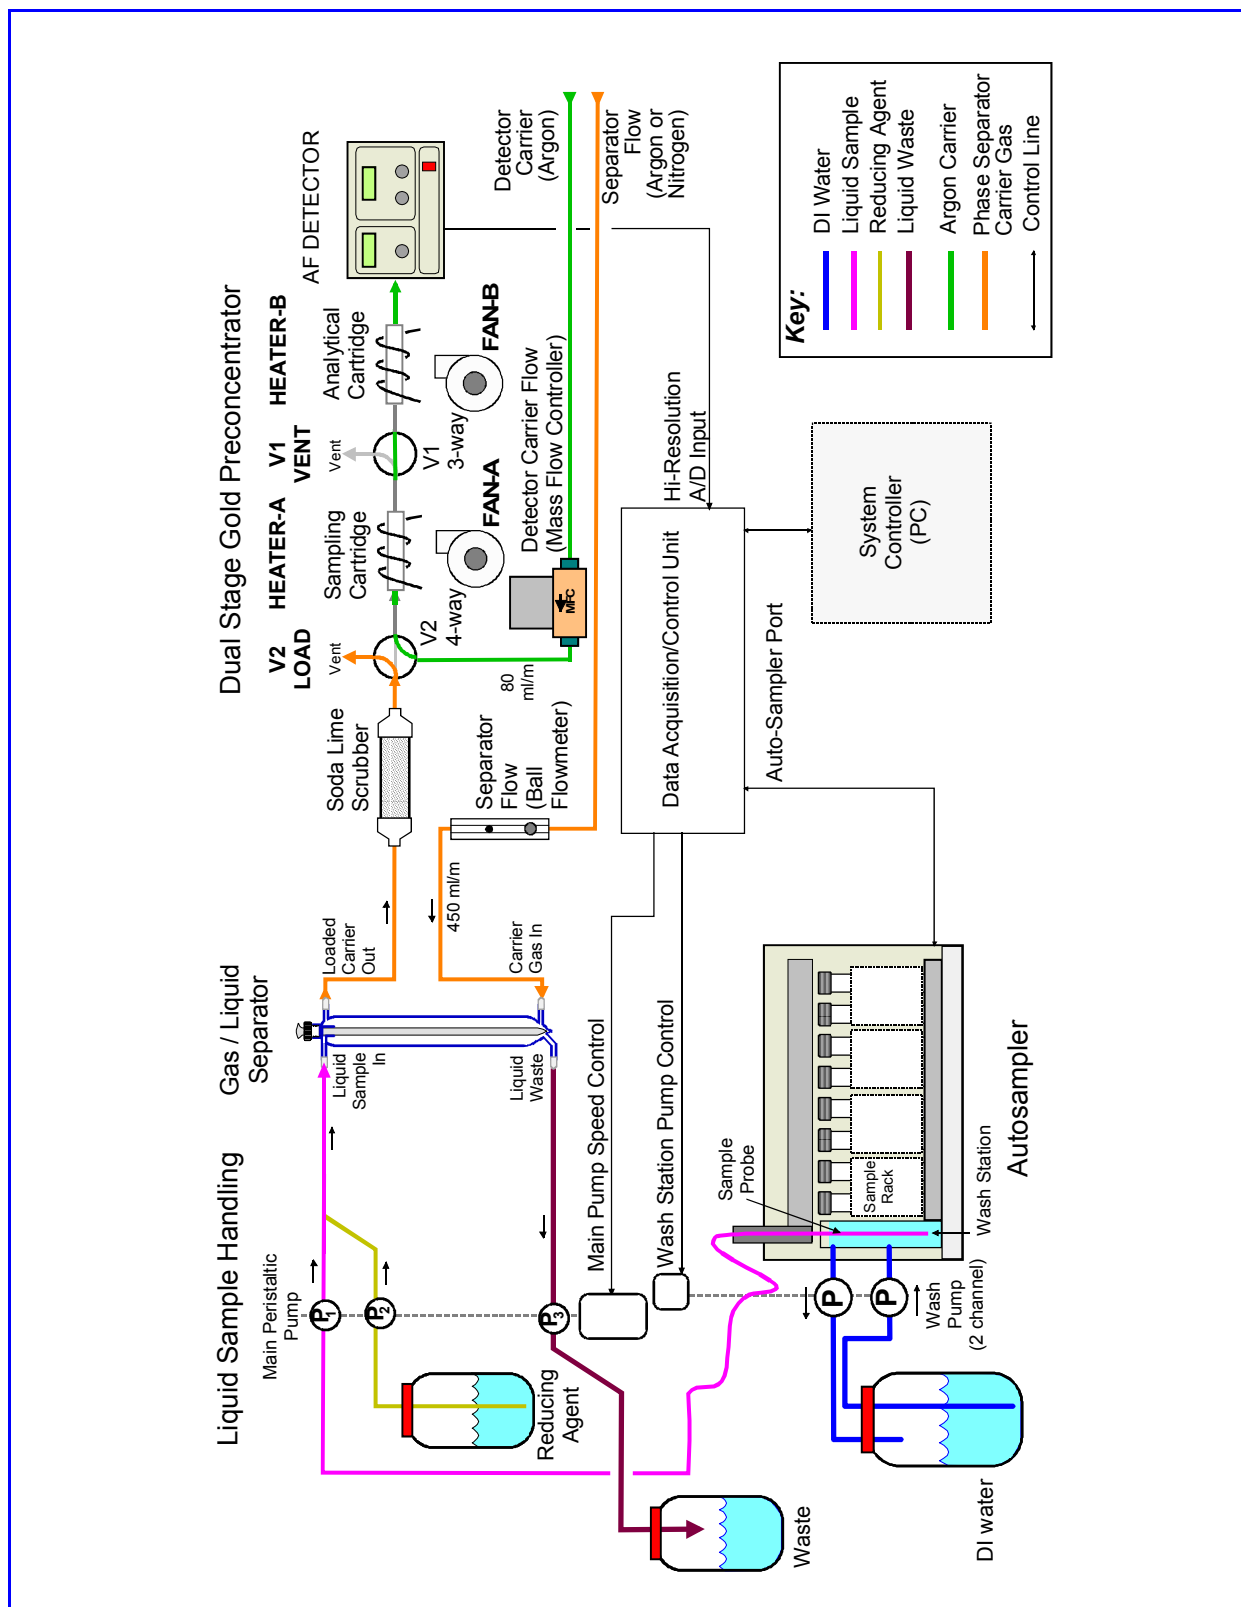 Dual Stage Gold Preconcentrator
Liquid Sample Handling
Gas / Liquid
Separator
V2
LOAD
HEATER-A
V1
VENT
HEATER-B
AF DETECTOR
Main Peristaltic
Pump
Loaded
Carrier
Out
Soda Lime
Scrubber
Vent
Sampling
Cartridge
Vent
Analytical
Cartridge
P1
P2
P3
Liquid
Sample
In
V2
4-way
FAN-A
V1
3-way
FAN-B
450 ml/m
Separator
Flow
(Ball
Flowmeter)
80
ml/m
MFC
Detector Carrier Flow
(Mass Flow Controller)
Detector
Carrier
(Argon)
Separator
Flow
(Argon or
Nitrogen)
Reducing
Agent
Liquid
Waste
Carrier
Gas In
Main Pump Speed Control
Wash Station Pump Control
Data Acquisition/Control Unit
Hi-Resolution
A/D Input
Auto-Sampler Port
System
Controller
(PC)
Waste
Sample
Probe
Sample
Rack
P
P
Wash
Pump
(2 channel)
Wash Station
Autosampler
DI water
Key:
DI Water
Liquid Sample
Reducing Agent
Liquid Waste
Argon Carrier
Phase Separator
Carrier Gas
Control Line